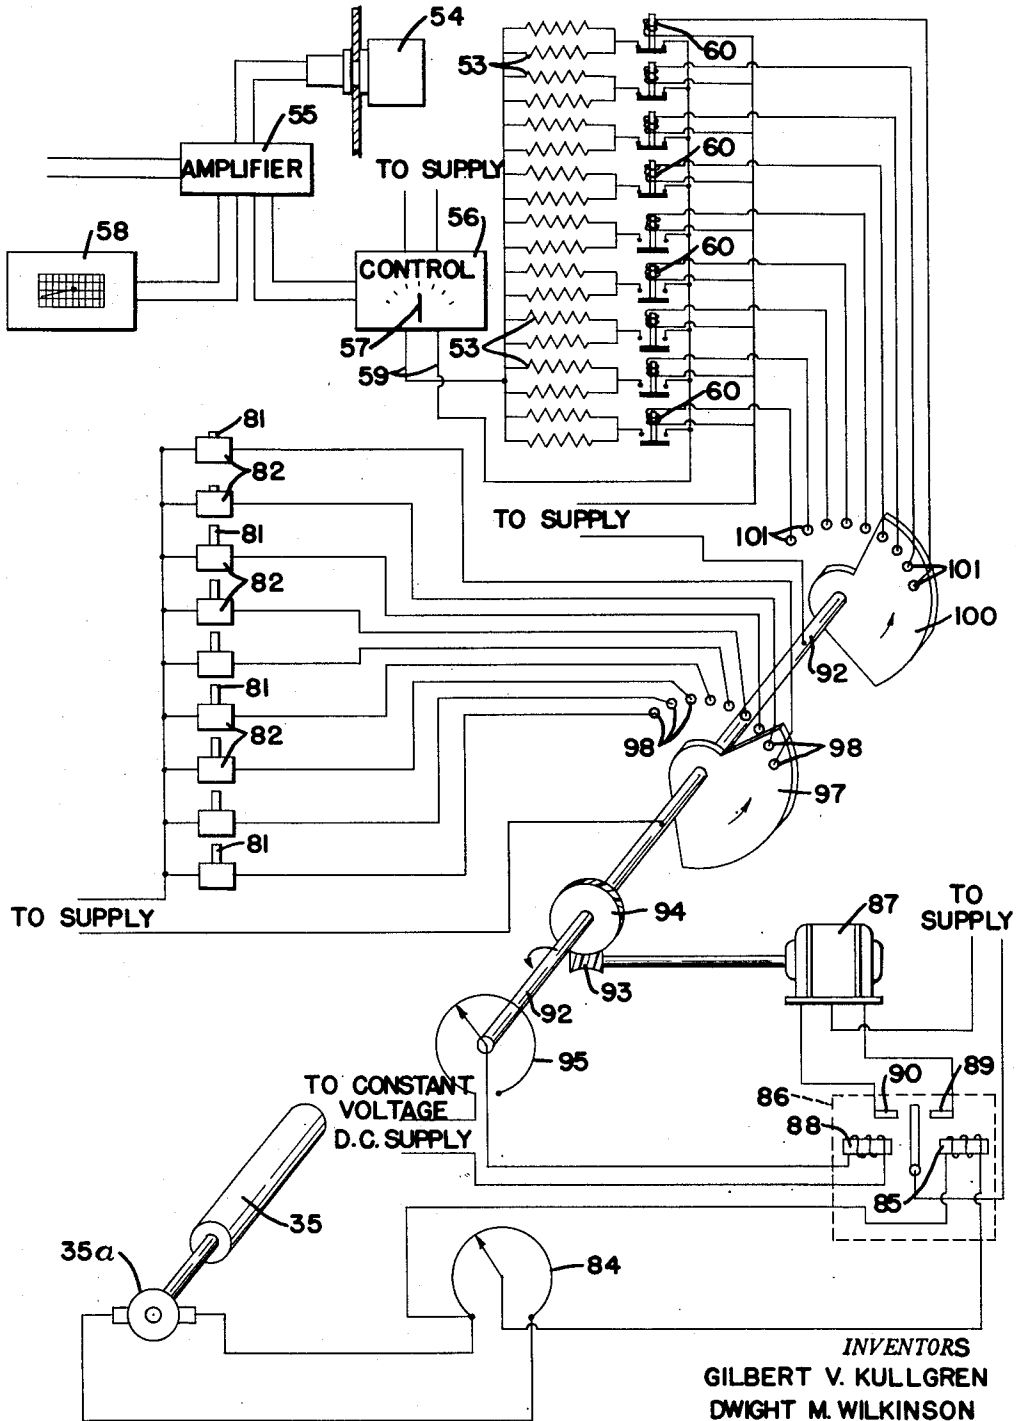 54
53
60
55
AMPLIFIER
TO SUPPLY
60
58
56
CONTROL
60
57
53
59
60
81
82
TO SUPPLY
81
101
82
101
100
92
81
98
98
82
97
81
TO SUPPLY
94
87
TO
SUPPLY
93
92
95
90
89
TO CONSTANT
VOLTAGE
D.C. SUPPLY
86
88
85
35
35a
84
INVENTORS
GILBERT V. KULLGREN
DWIGHT M. WILKINSON